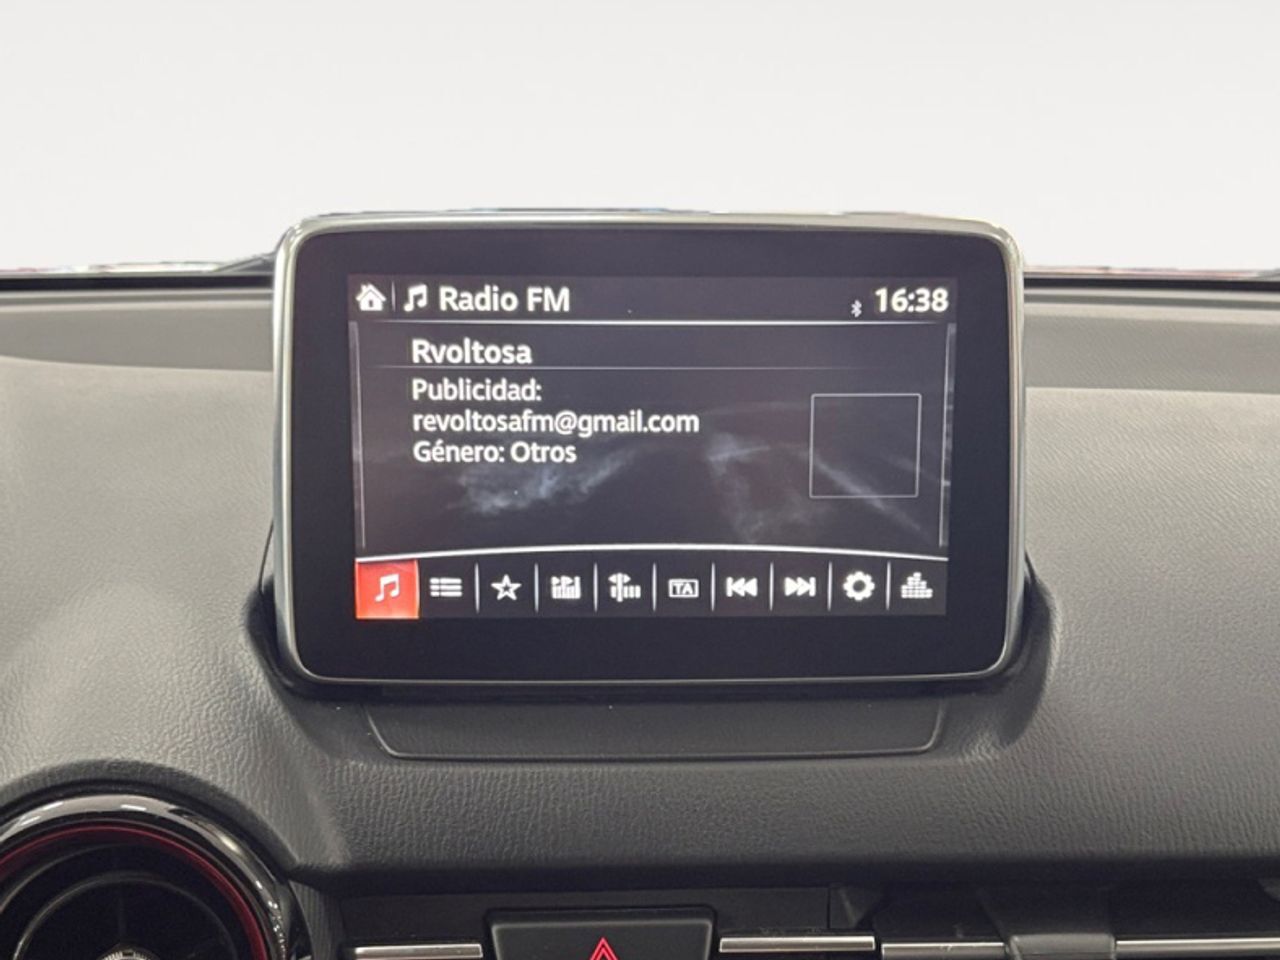 Radio FM
16:38
Rvoltosa
Publicidad:
revoltosafm@gmail.com
Género: Otros
TA